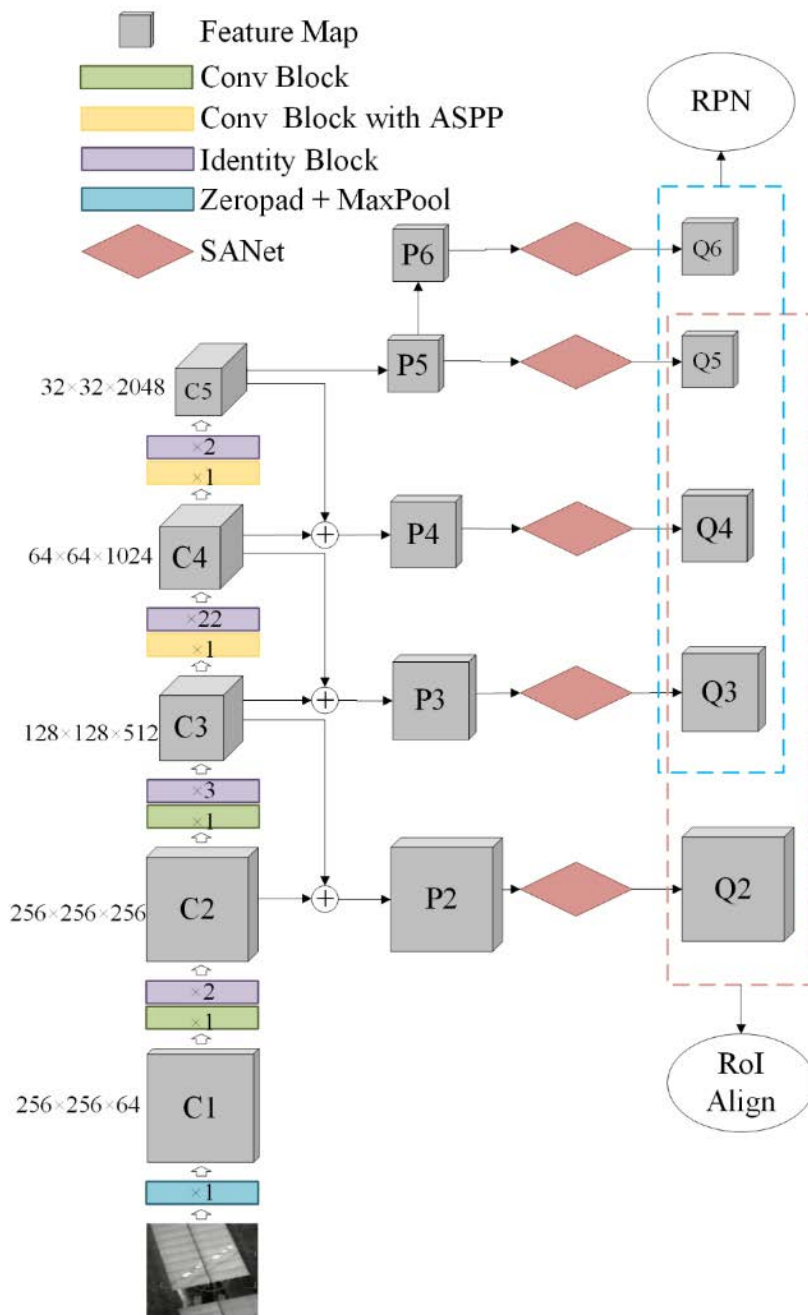 Feature Map
Conv Block
Conv Block with ASPP
Identity Block
Zeropad + MaxPool
SANet
RPN
P6
Q6
P5
Q5
C5
32×32×2048
×2
×1
C4
64×64×1024
P4
Q4
×22
×1
C3
128×128×512
P3
Q3
×3
×1
C2
256×256×256
P2
Q2
×2
×1
C1
256×256×64
RoI
Align
×1